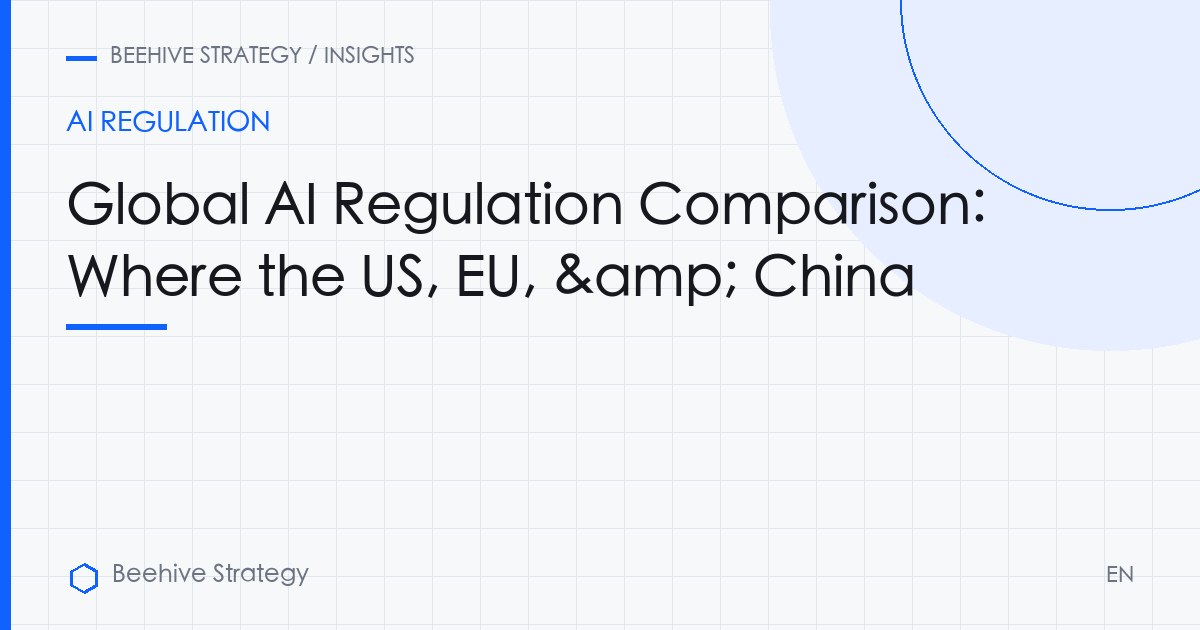 BEEHIVE STRATEGY / INSIGHTS
AI REGULATION
Global AI Regulation Comparison:
Where the US, EU, &amp; China
Beehive Strategy
EN